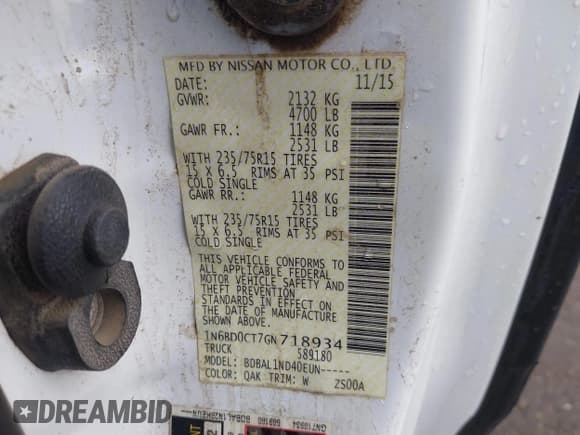 MFD BY NISSAN MOTOR CO., LTD
DATE: 11/15
GVWR: 2132 KG
4700 LB
GAWR FR.: 1148 KG
2531 LB
WITH 235/75R15 TIRES
15 X 6.5 RIMS AT 35 PSI
COLD SINGLE
GAWR RR.: 1148 KG
2531 LB
WITH 235/75R15 TIRES
15 X 6.5 RIMS AT 35 PSI
COLD SINGLE
THIS VEHICLE CONFORMS TO
ALL APPLICABLE FEDERAL
MOTOR VEHICLE SAFETY AND
THEFT PREVENTION
STANDARDS IN EFFECT ON
THE DATE OF MANUFACTURE
SHOWN ABOVE.
1N6BD0CT7GN718934
TRUCK 589180
MODEL: BDBAL1ND40EUN-----
COLOR: QAK TRIM: W 2S00A
GN718934
589180
DREAMBID